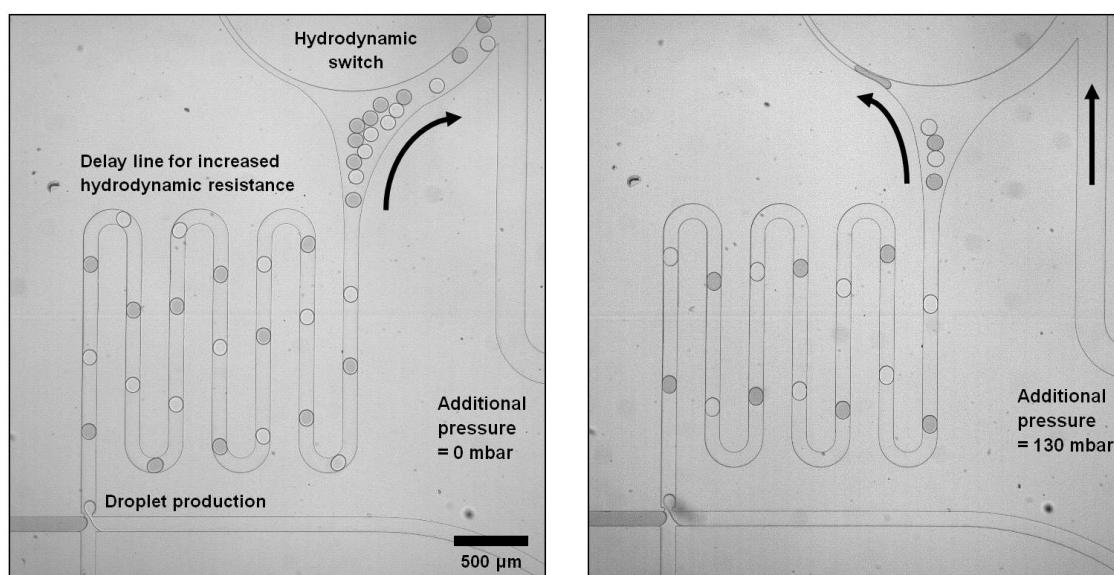 Hydrodynamic
switch
Delay line for increased
hydrodynamic resistance
Additional
pressure
= 0 mbar
Droplet production
500 µm
Additional
pressure
= 130 mbar